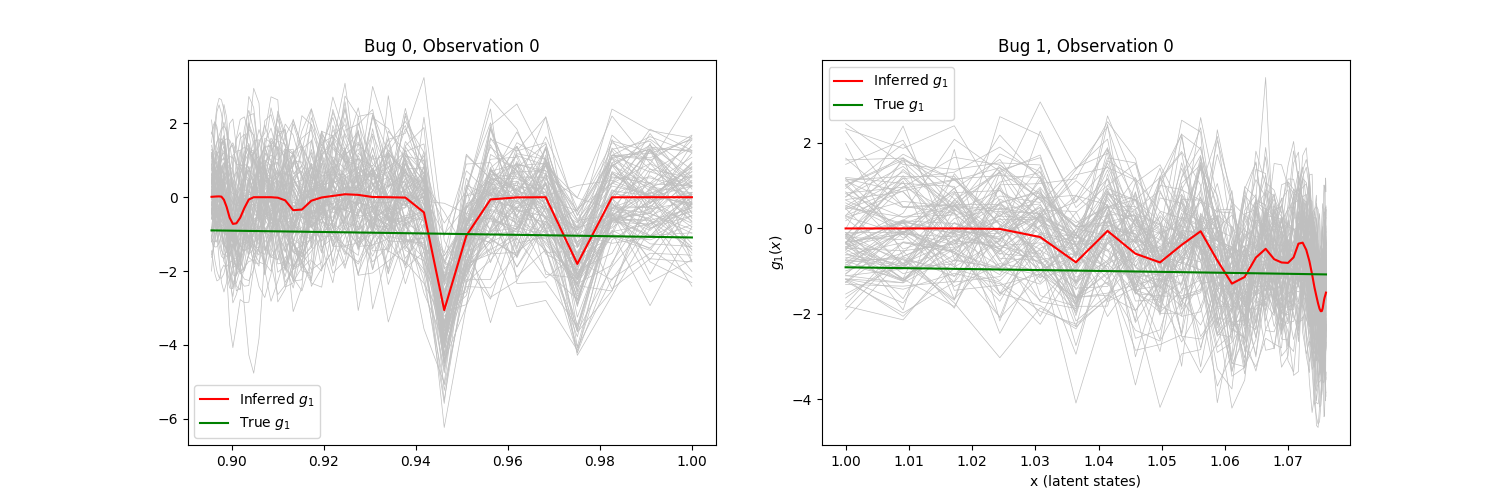 Bug 0, Observation 0
2
0
−2
−4
−6
Inferred g₁
True g₁
0.90 0.92 0.94 0.96 0.98 1.00
Bug 1, Observation 0
Inferred g₁
True g₁
g₁(x)
2
0
−2
−4
1.00 1.01 1.02 1.03 1.04 1.05 1.06 1.07
x (latent states)